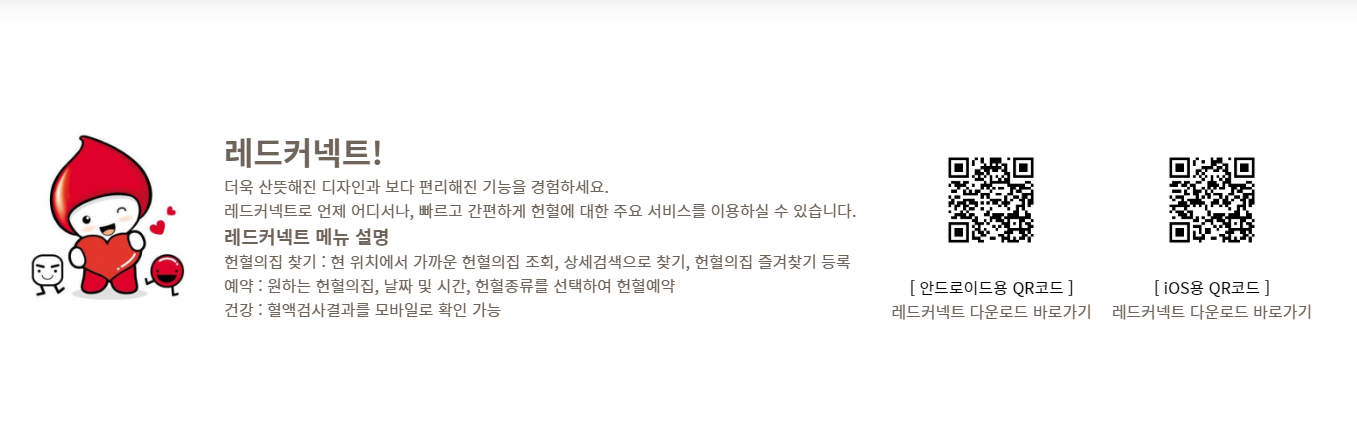 레드커넥트!
더욱 산뜻해진 디자인과 보다 편리해진 기능을 경험하세요.
레드커넥트로 언제 어디서나, 빠르고 간편하게 헌혈에 대한 주요 서비스를 이용하실 수 있습니다.
레드커넥트 메뉴 설명
헌혈의집 찾기 : 현 위치에서 가까운 헌혈의집 조회, 상세검색으로 찾기, 헌혈의집 즐겨찾기 등록
예약 : 원하는 헌혈의집, 날짜 및 시간, 헌혈종류를 선택하여 헌혈예약
건강 : 혈액검사결과를 모바일로 확인 가능
[ 안드로이드용 QR코드 ]
레드커넥트 다운로드 바로가기
[ iOS용 QR코드 ]
레드커넥트 다운로드 바로가기